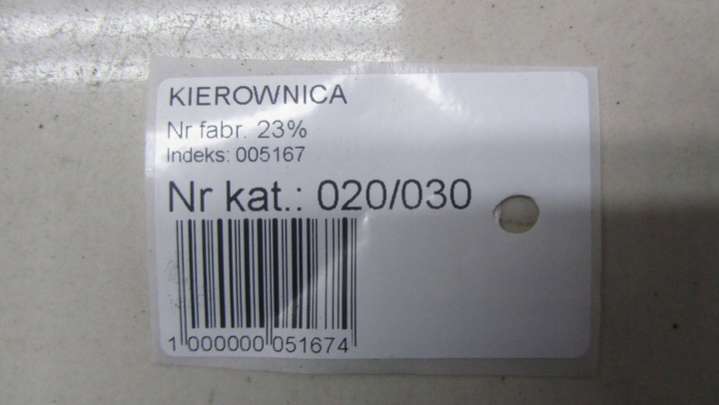 KIEROWNICA
Nr fabr. 23%
Indeks: 005167
Nr kat.: 020/030
1 000000 051674